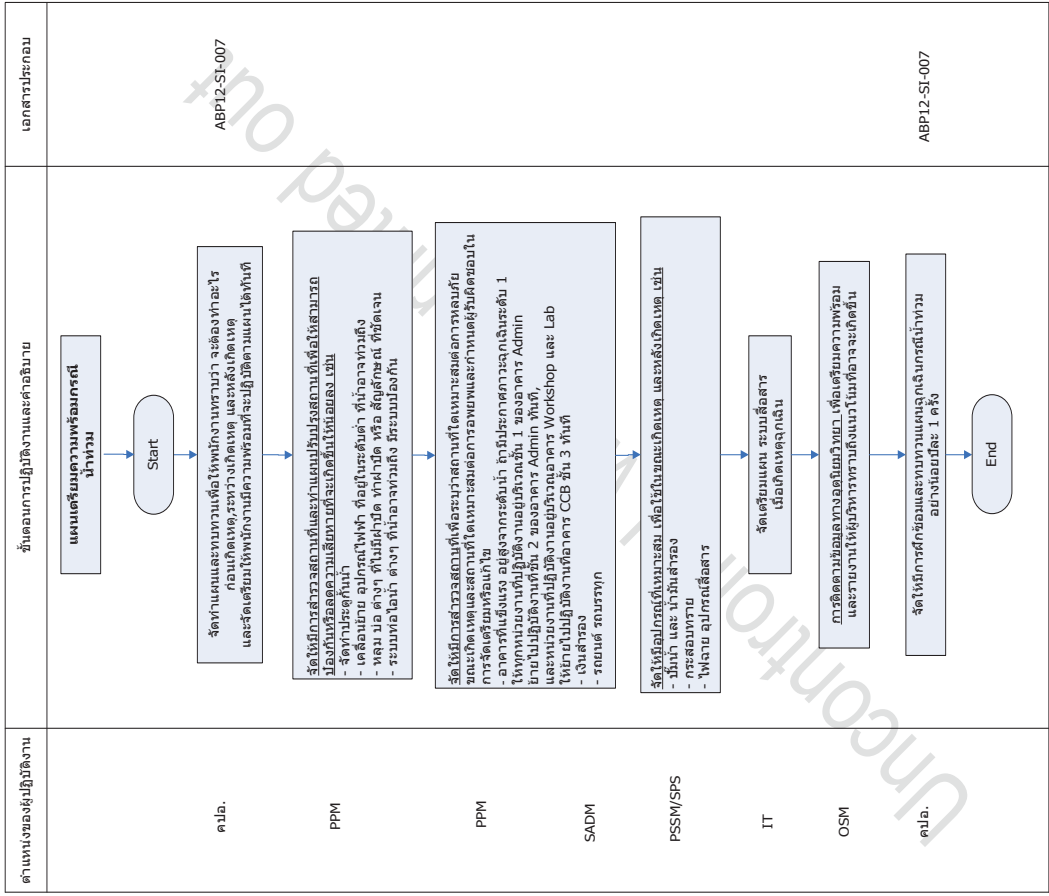 ตำแหน่งของผู้ปฏิบัติงาน
ขั้นตอนการปฏิบัติงานและคำอธิบาย
เอกสารประกอบ
แผนเตรียมความพร้อมกรณี
น้ำท่วม
Start
คปอ.
จัดทำแผนและทบทวนเพื่อให้พนักงานทราบว่า จะต้องทำอะไร
ก่อนเกิดเหตุ,ระหว่างเกิดเหตุ และหลังเกิดเหตุ
และจัดเตรียมให้พนักงานมีความพร้อมที่จะปฏิบัติตามแผนได้ทันที
ABP12-SI-007
PPM
จัดให้มีการสำรวจสถานที่และทำแผนปรับปรุงสถานที่เพื่อให้สามารถ
ป้องกันหรือลดความเสียหายที่จะเกิดขึ้นให้น้อยลง เช่น
- จัดทำประตูกั้นน้ำ
- เคลื่อนย้าย อุปกรณ์ไฟฟ้า ที่อยู่ในระดับต่ำ ที่น้ำอาจท่วมถึง
- หลุม บ่อ ต่างๆ ที่ไม่มีฝาปิด ทำฝาปิด หรือ สัญลักษณ์ ที่ชัดเจน
- ระบบท่อไอน้ำ ต่างๆ ที่น้ำอาจท่วมถึง มีระบบป้องกัน
PPM
SADM
จัดให้มีการสำรวจสถานที่เพื่อระบุว่าสถานที่ใดเหมาะสมต่อการหลบภัย
ขณะเกิดเหตุและสถานที่ใดเหมาะสมต่อการอพยพและกำหนดผู้รับผิดชอบใน
การจัดเตรียมหรือแก้ไข
- อาคารที่แข็งแรง อยู่สูงจากระดับน้ำ ถ้ามีประกาศภาวะฉุกเฉินระดับ 1
ให้ทุกหน่วยงานที่ปฏิบัติงานอยู่บริเวณชั้น 1 ของอาคาร Admin
ย้ายไปปฏิบัติงานที่ชั้น 2 ของอาคาร Admin ทันที,
และหน่วยงานที่ปฏิบัติงานอยู่บริเวณอาคาร Workshop และ Lab
ให้ย้ายไปปฏิบัติงานที่อาคาร CCB ชั้น 3 ทันที
- เงินสำรอง
- รถยนต์ รถบรรทุก
PSSM/SPS
จัดให้มีอุปกรณ์ที่เหมาะสม เพื่อใช้ในขณะเกิดเหตุ และหลังเกิดเหตุ เช่น
- ปั๊มน้ำ และ น้ำมันสำรอง
- กระสอบทราย
- ไฟฉาย อุปกรณ์สื่อสาร
IT
จัดเตรียมแผน ระบบสื่อสาร
เมื่อเกิดเหตุฉุกเฉิน
OSM
การติดตามข้อมูลทางอุตุนิยมวิทยา เพื่อเตรียมความพร้อม
และรายงานให้ผู้บริหารทราบถึงแนวโน้มที่อาจจะเกิดขึ้น
คปอ.
จัดให้มีการฝึกซ้อมและทบทวนแผนฉุกเฉินกรณีน้ำท่วม
อย่างน้อยปีละ 1 ครั้ง
ABP12-SI-007
End